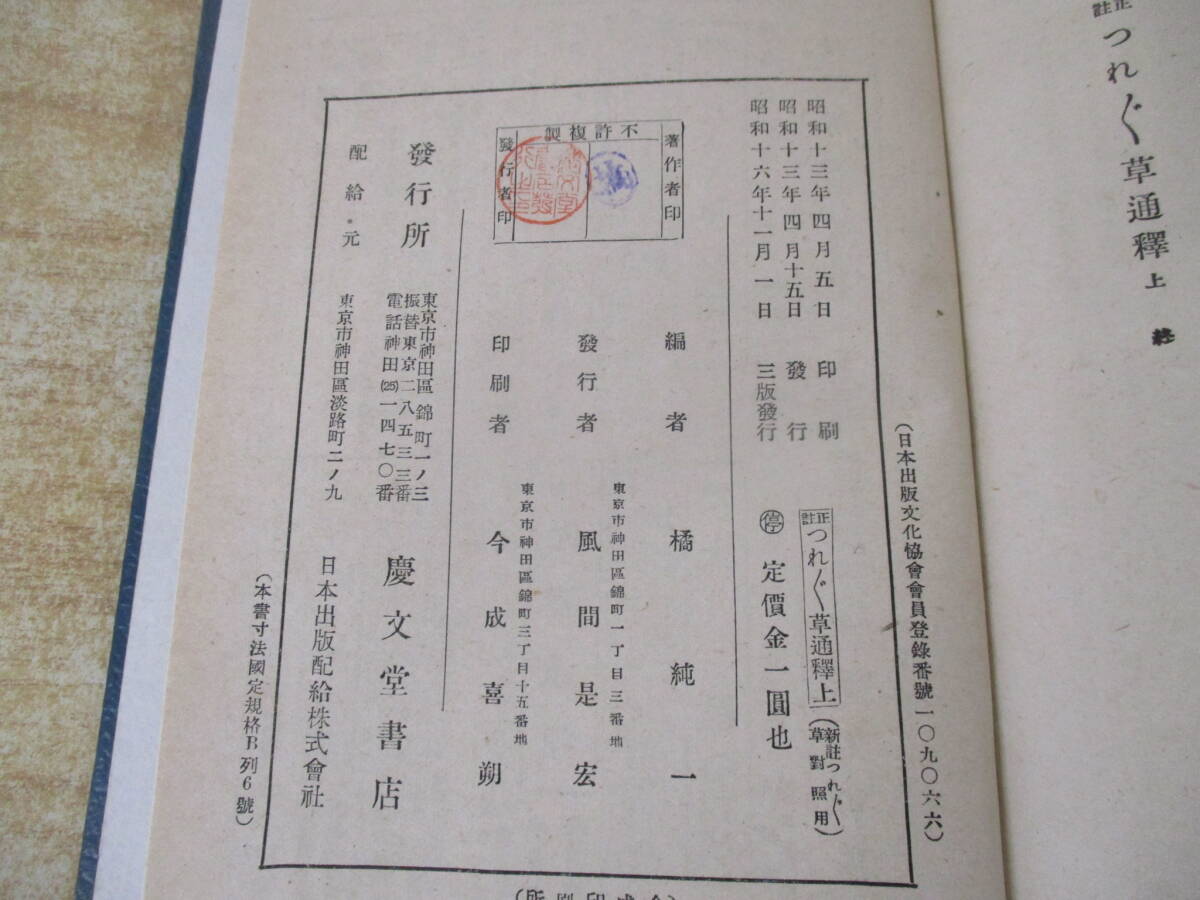 正註つれ〴〵草通釋上 終
(日本出版文化協會會員登錄番號一〇九〇六六)
昭和十三年四月五日 印刷
昭和十三年四月十五日 發行
昭和十六年十一月一日 三版發行
正註つれ〴〵草通釋上
(新註つれ〴〵草對照用)
停 定價金一圓也
不許複製
著作者印
發行者印
編者 橘純一
東京市神田區錦町一丁目三番地
發行者 風間是宏
東京市神田區錦町三丁目十五番地
印刷者 今成喜朔
發行所
東京市神田區錦町一ノ三
振替東京二八五三三番
電話神田(25)一四七〇番
慶文堂書店
配給・元 東京市神田區淡路町二ノ九 日本出版配給株式會社
(本書寸法國定規格B列6號)